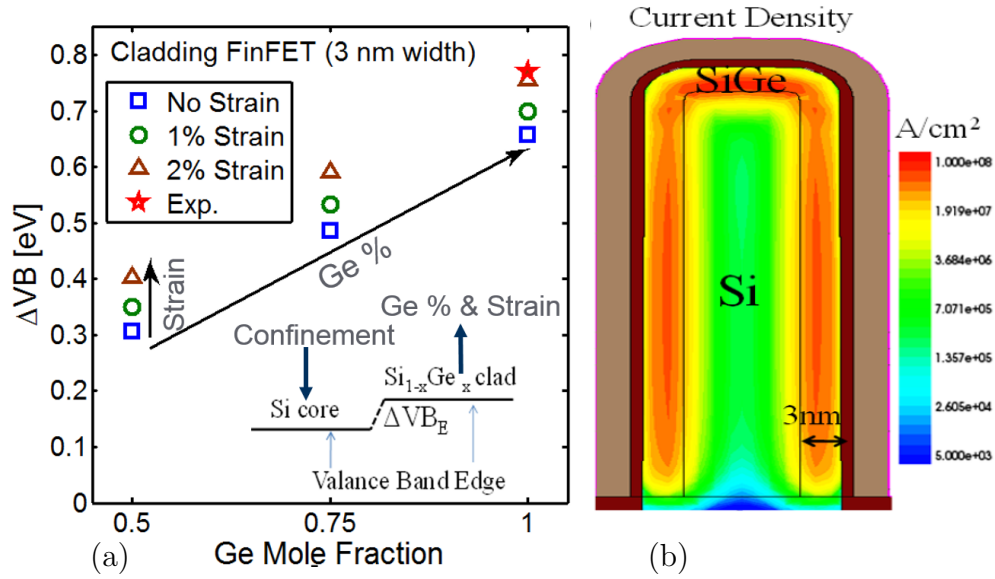 Cladding FinFET (3 nm width)
No Strain
1% Strain
2% Strain
Exp.
0.8
0.7
0.6
0.5
0.4
0.3
0.2
0.1
0
Δ VB [eV]
Strain
Ge %
Confinement
Ge % & Strain
Si core
Si1-xGex clad
ΔVBE
Valance Band Edge
0.5
0.75
1
(a)
Ge Mole Fraction
Current Density
SiGe
Si
3nm
A/cm²
1.000e+08
1.919e+07
3.684e+06
7.071e+05
1.357e+05
2.605e+04
5.000e+03
(b)